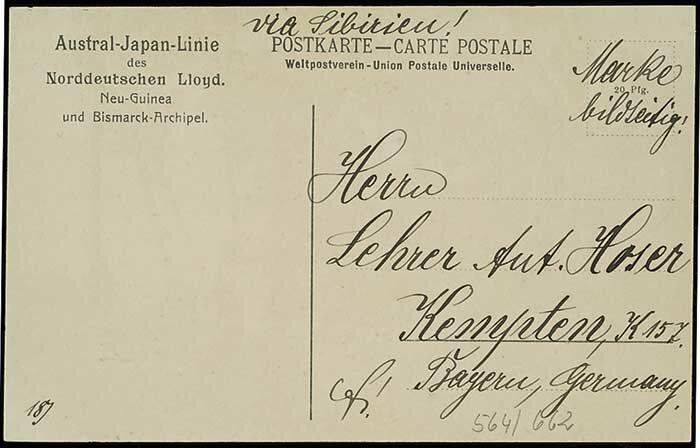 via Sibirien!
Austral-Japan-Linie
des
Norddeutschen Lloyd.
Neu-Guinea
und Bismarck-Archipel.
POSTKARTE—CARTE POSTALE
Weltpostverein-Union Postale Universelle.
Marke
20 Pfg.
bildseitig!
Herrn
Lehrer Ant. Hoser
Kempten, K 157.
Bayern, Germany.
564/662
187